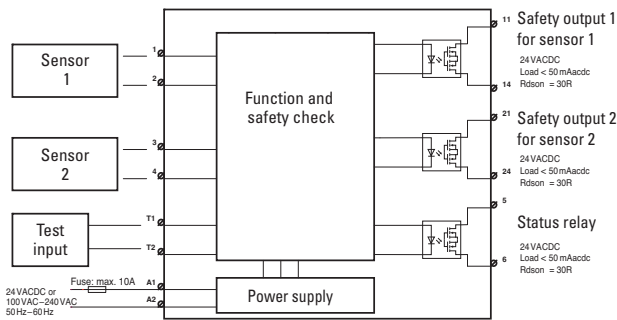 Sensor
1
1
2
Sensor
2
3
4
Test
input
T1
T2
24VACDC or
100VAC–240VAC
50Hz–60Hz
Fuse: max. 10A
A1
A2
Function and
safety check
Power supply
11
14
Safety output 1
for sensor 1
24VACDC
Load < 50mAacdc
Rdson = 30R
21
24
Safety output 2
for sensor 2
24VACDC
Load < 50mAacdc
Rdson = 30R
5
6
Status relay
24VACDC
Load < 50mAacdc
Rdson = 30R